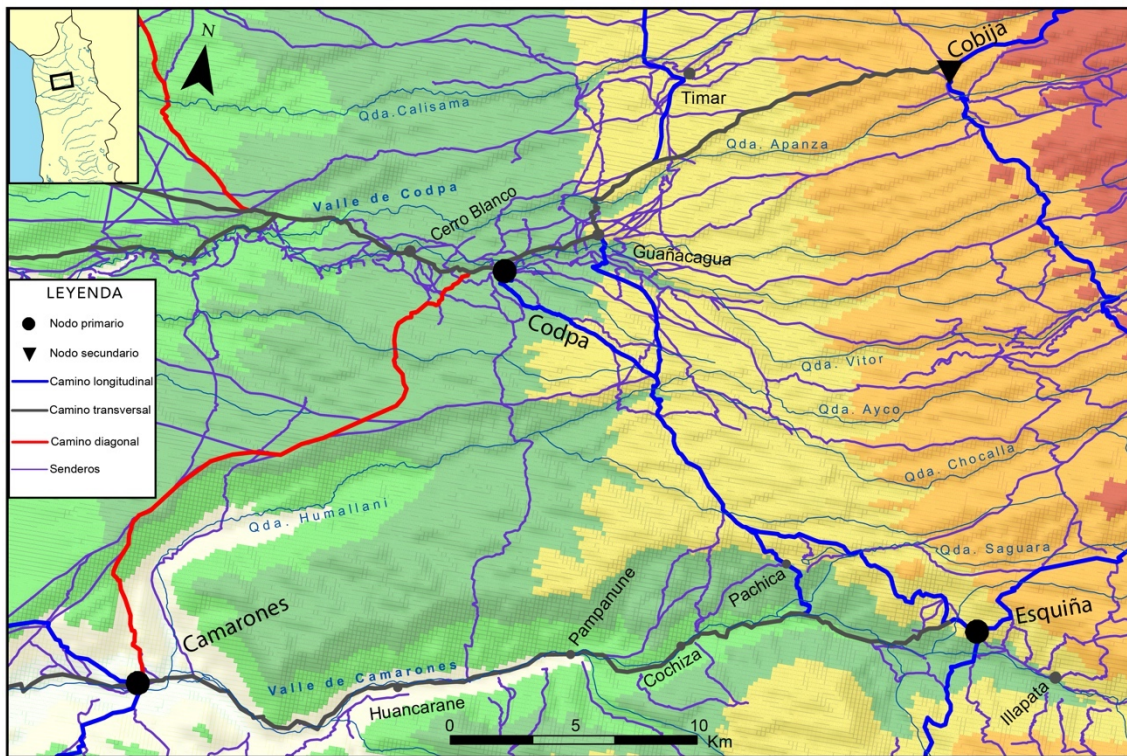 N
Cobija
Timar
Qda. Calisama
Qda. Apanza
Valle de Codpa
Cerro Blanco
Guañacagua
Codpa
LEYENDA
Nodo primario
Nodo secundario
Camino longitudinal
Camino transversal
Camino diagonal
Senderos
Qda. Vitor
Qda. Ayco
Qda. Chocalla
Qda. Humallani
Qda. Saguara
Pachica
Pampanune
Camarones
Esquiña
Cochiza
Valle de Camarones
Huancarane
Illapata
0 5 10
Km